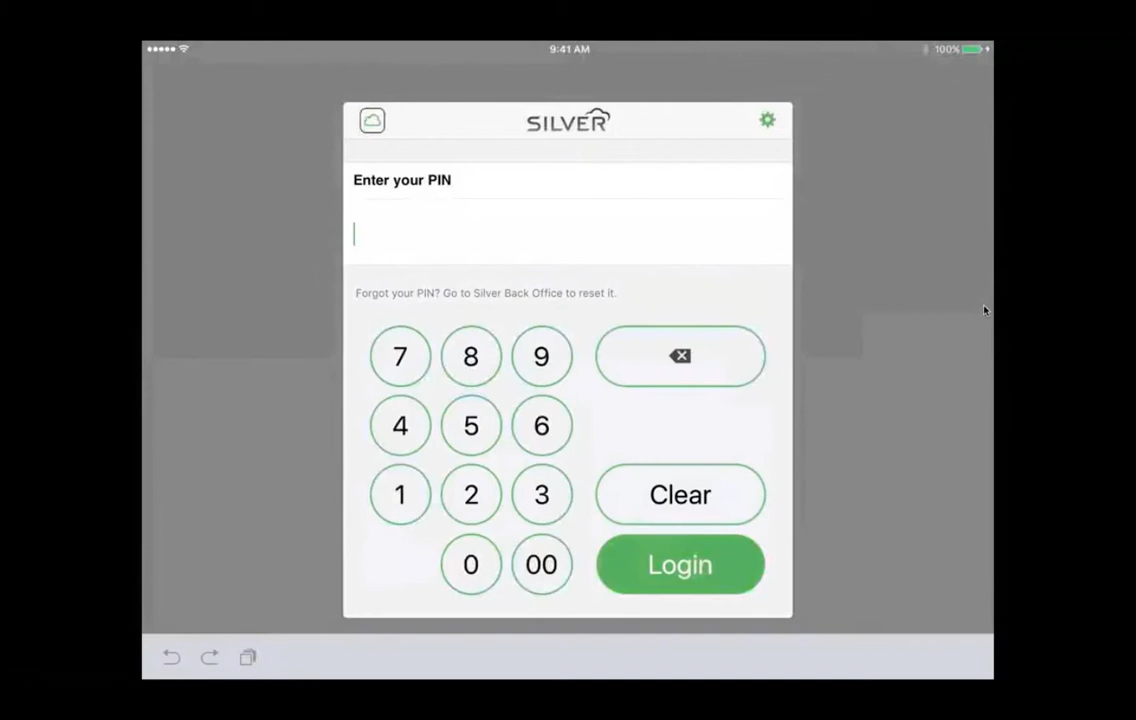 9:41 AM
100%
SILVER
Enter your PIN
Forgot your PIN? Go to Silver Back Office to reset it.
7 8 9
4 5 6
1 2 3 Clear
0 00 Login